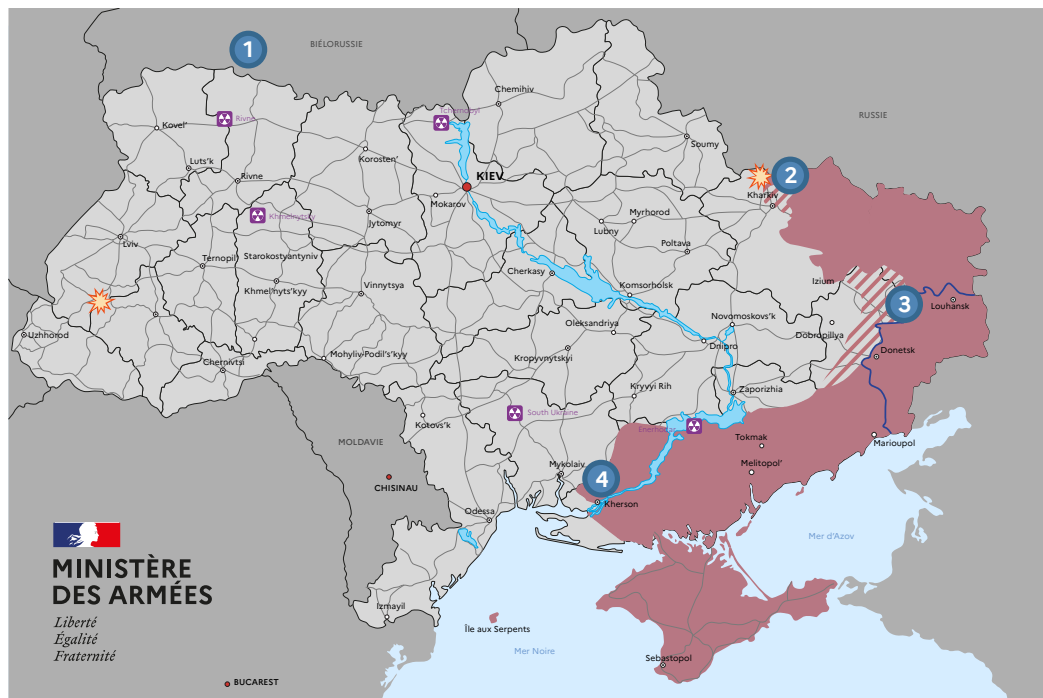 BIÉLORUSSIE
1
Chemihiv
Tchernobyl
RUSSIE
Rivne
Kovel'
Soumy
Korosten'
Luts'k
KIEV
2
Rivne
Kharkiv
Mokarov
Khmelnytsky
Jytomyr
Myrhorod
Lubny
Lviv
Poltava
Ternopil
Starokostyantyniv
Cherkasy
Izium
Khmel'nyts'kyy
Vinnytsya
Komsorholsk
3
Louhansk
Novomoskovs'k
Oleksandriya
Uzhhorod
Dobropillya
Dnipro
Donetsk
Mohyliv-Podil's'kyy
Chernivtsi
Kropyvnytskyi
Kryvyi Rih
Zaporizhia
South Ukraine
Kotovs'k
Enerhodar
MOLDAVIE
Tokmak
Marioupol
Mykolaiv
Melitopol'
4
CHISINAU
Kherson
Odessa
Mer d'Azov
MINISTÈRE
DES ARMÉES
Liberté
Égalité
Fraternité
Izmayil
Île aux Serpents
Mer Noire
Sebastopol
BUCAREST